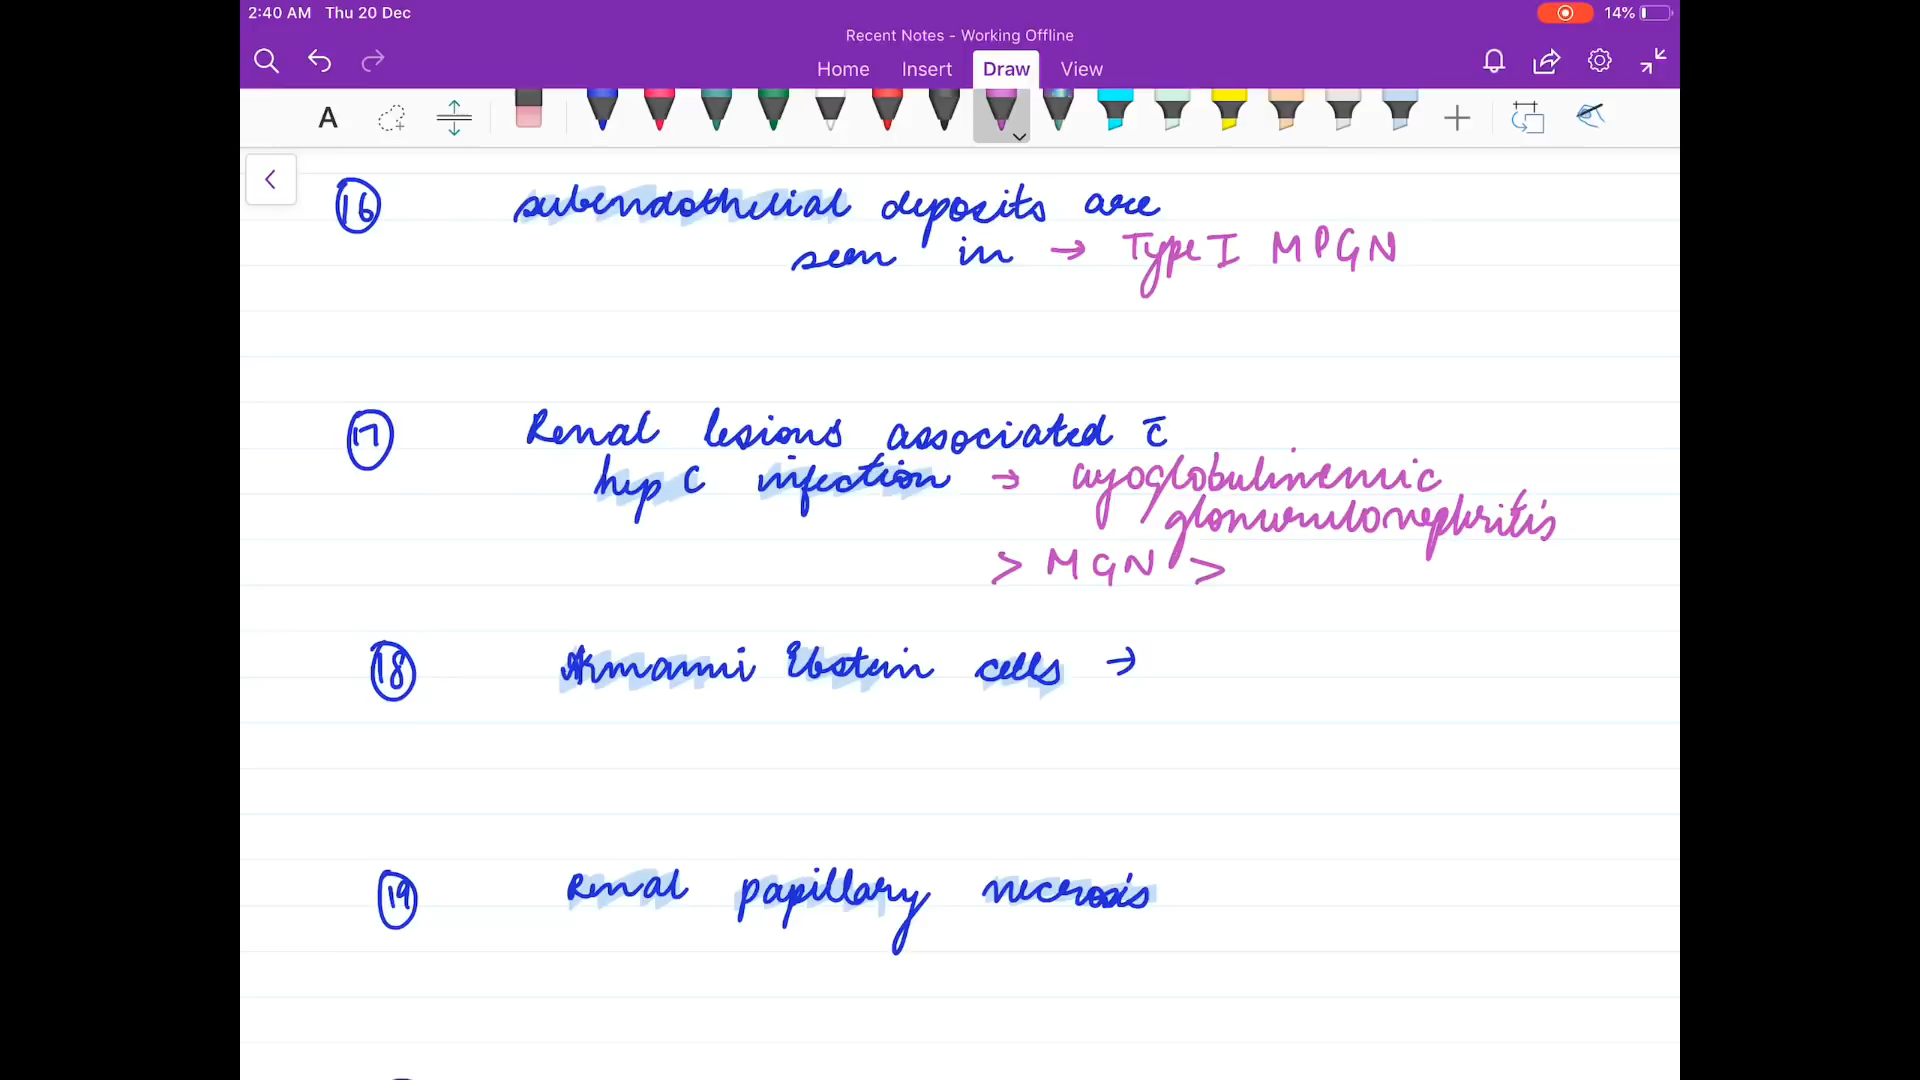 2:40 AM Thu 20 Dec
14%
Recent Notes - Working Offline
Home Insert Draw View
A
16 subendothelial deposits are
seen in → Type I MPGN
17 Renal lesions associated c̄
hep C infection → cryoglobulinemic
glomerulonephritis
> MGN >
18 Armanni Ebstein cells →
19 Renal papillary necrosis